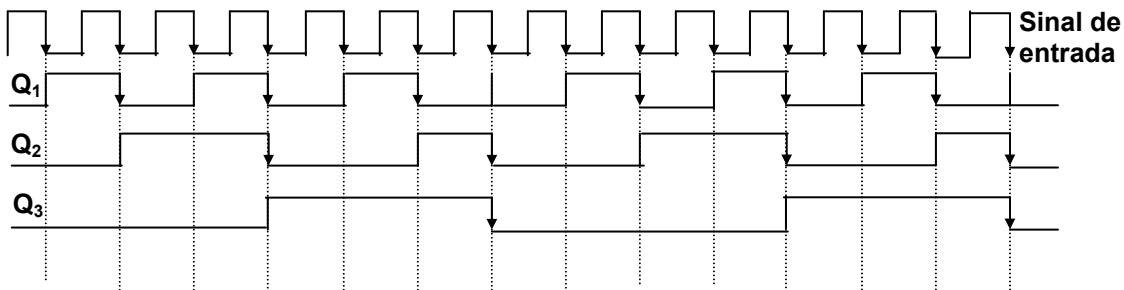 Sinal de
entrada
Q₁
Q₂
Q₃